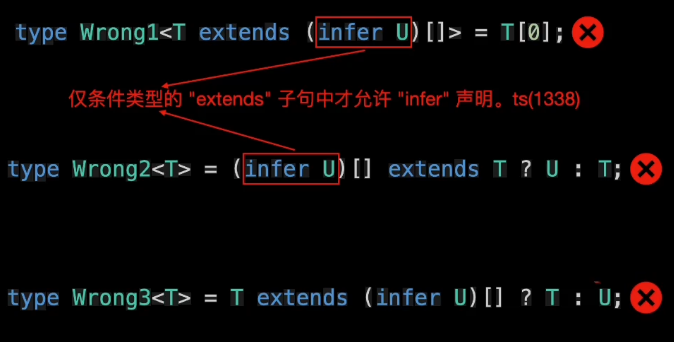 type Wrong1<T extends (infer U)[]> = T[0];
仅条件类型的 "extends" 子句中才允许 "infer" 声明。ts(1338)
type Wrong2<T> = (infer U)[] extends T ? U : T;
type Wrong3<T> = T extends (infer U)[] ? T : U;